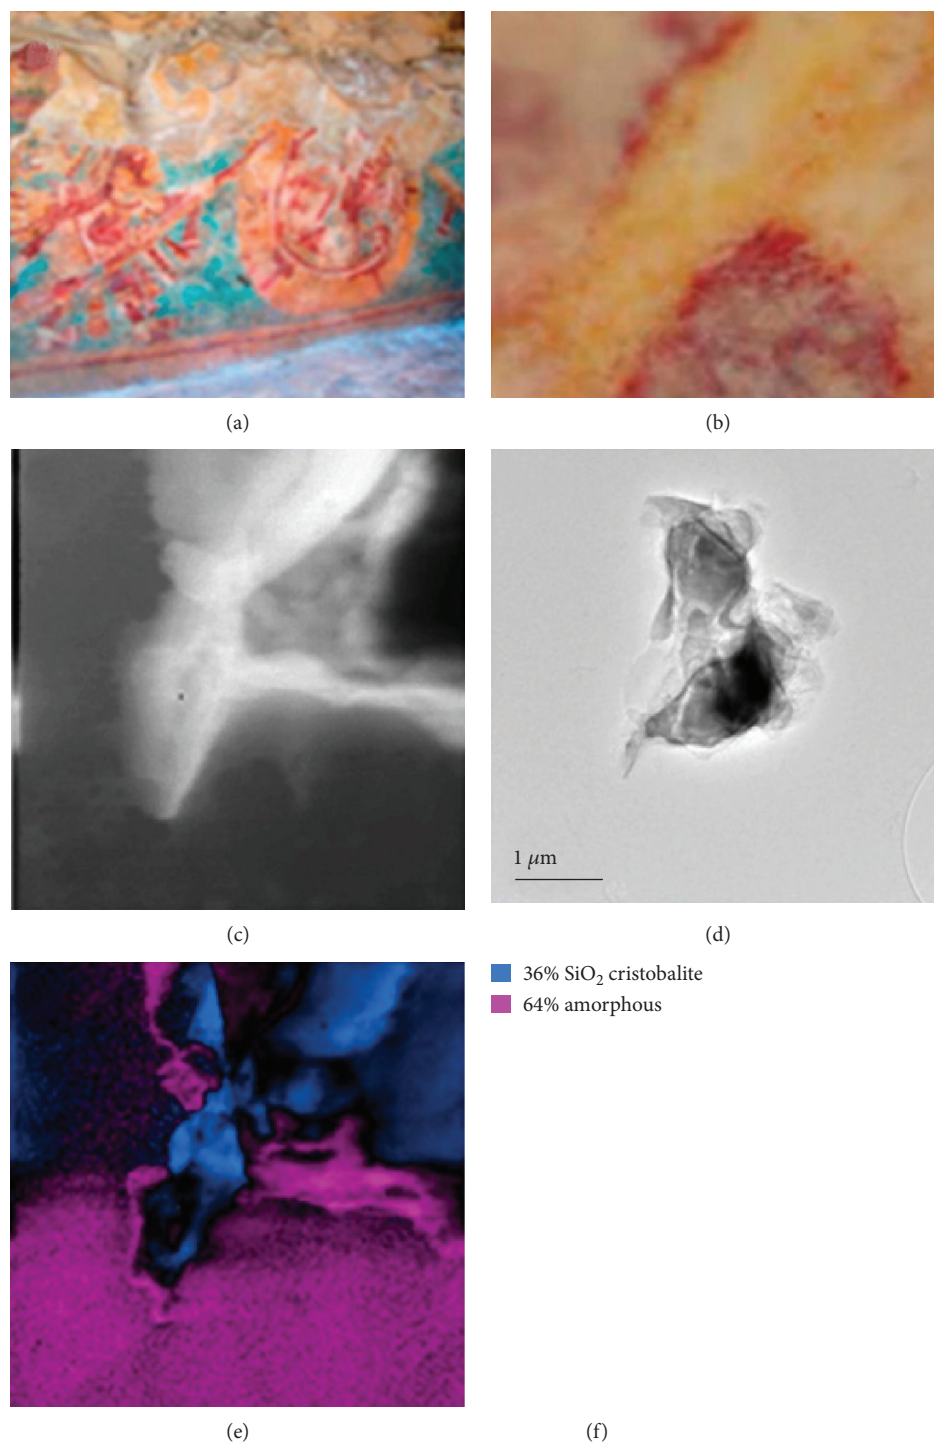 (a)
(b)
(c)
1 μm
(d)
36% SiO₂ cristobalite
64% amorphous
(e)
(f)